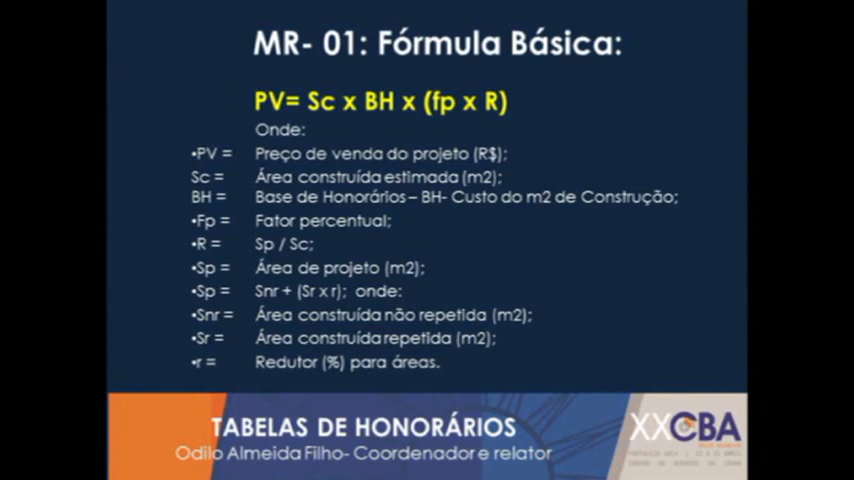 MR- 01: Fórmula Básica:
PV= Sc x BH x (fp x R)
Onde:
•PV = Preço de venda do projeto (R$);
Sc = Área construída estimada (m2);
BH = Base de Honorários – BH- Custo do m2 de Construção;
•Fp = Fator percentual;
•R = Sp / Sc;
•Sp = Área de projeto (m2);
•Sp = Snr + (Sr x r); onde:
•Snr = Área construída não repetida (m2);
•Sr = Área construída repetida (m2);
•r = Redutor (%) para áreas.
TABELAS DE HONORÁRIOS
Odilo Almeida Filho- Coordenador e relator
XXCBA